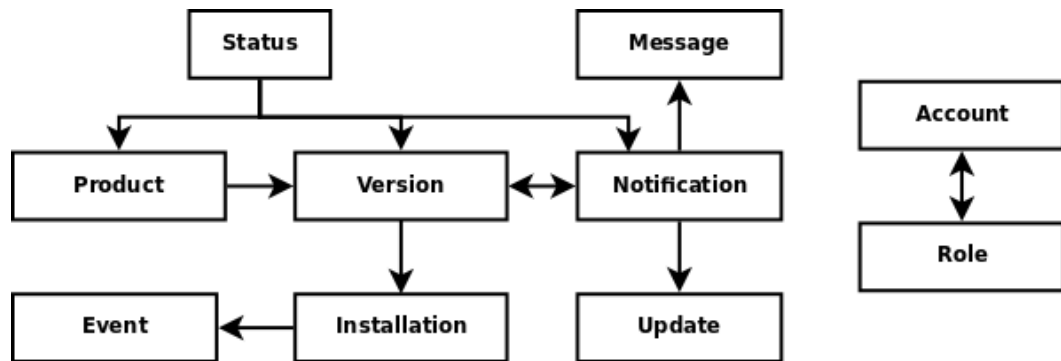 Status
Message
Account
Product
Version
Notification
Role
Event
Installation
Update